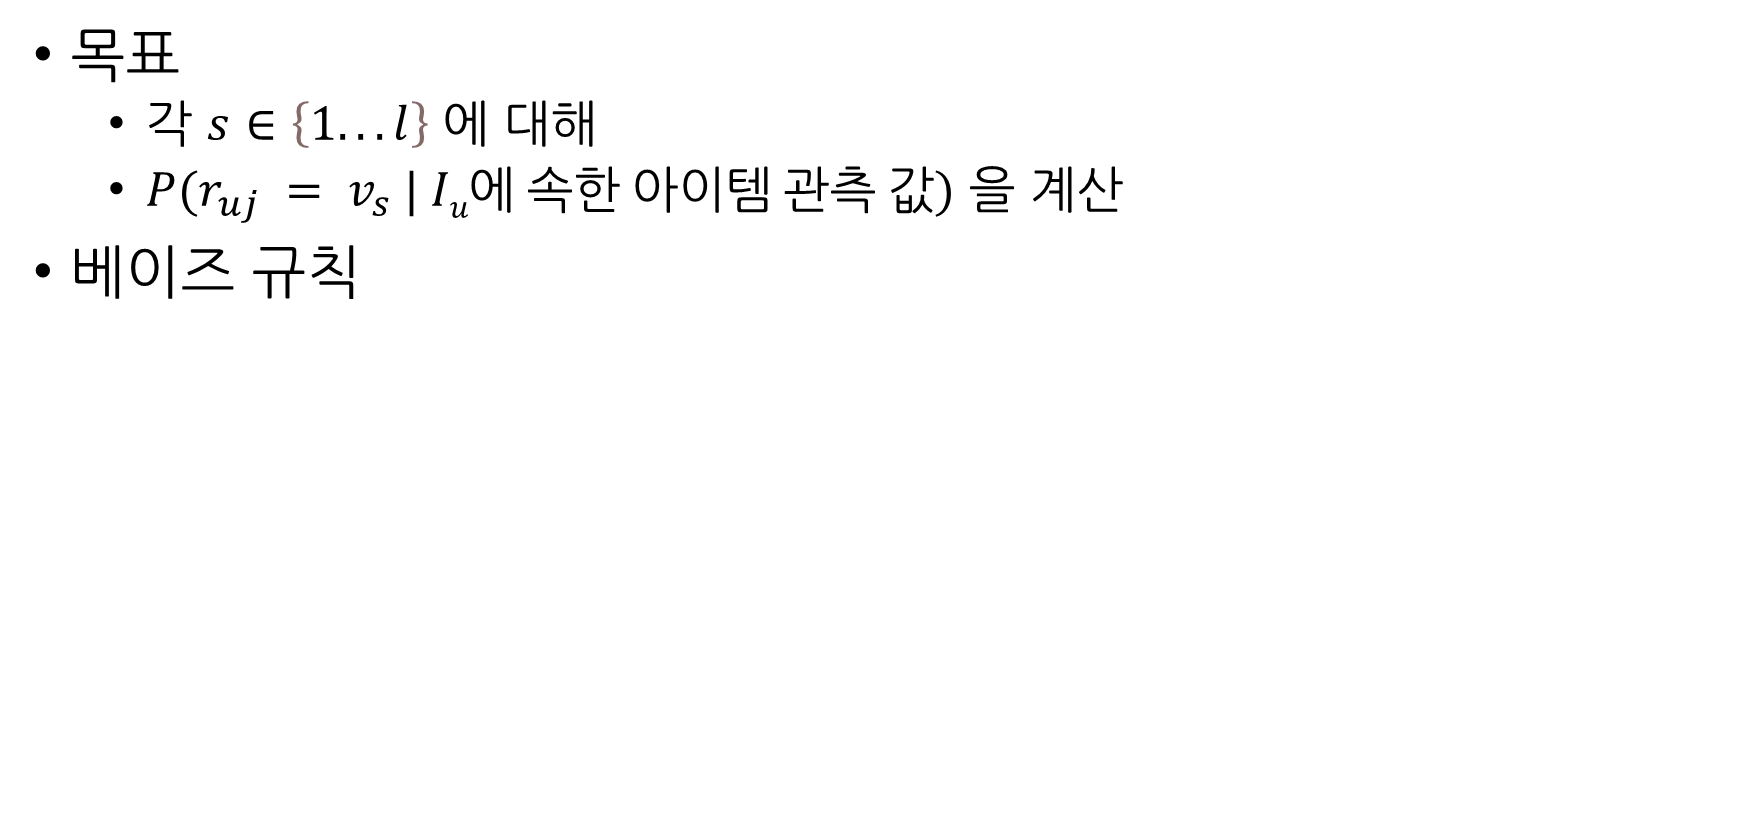 • 목표
• 각 𝑠 ∈ {1…𝑙} 에 대해
• 𝑃(𝑟_𝑢𝑗 = 𝑣_𝑠 | 𝐼_𝑢에 속한 아이템 관측 값) 을 계산
• 베이즈 규칙